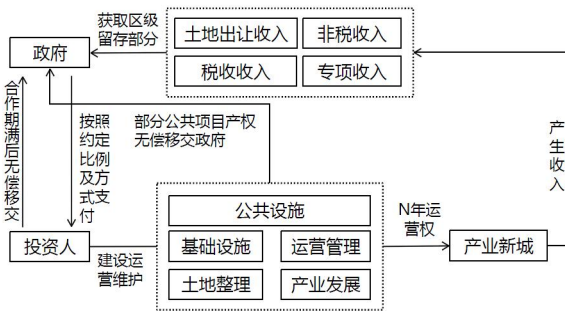 获取区级
留存部分
土地出让收入
非税收入
税收收入
专项收入
政府
合作期满后无偿移交
按照
约定
比例
及方
式支
付
部分公共项目产权
无偿移交政府
产生收入
公共设施
基础设施
运营管理
土地整理
产业发展
投资人
建设运
营维护
N年运
营权
产业新城